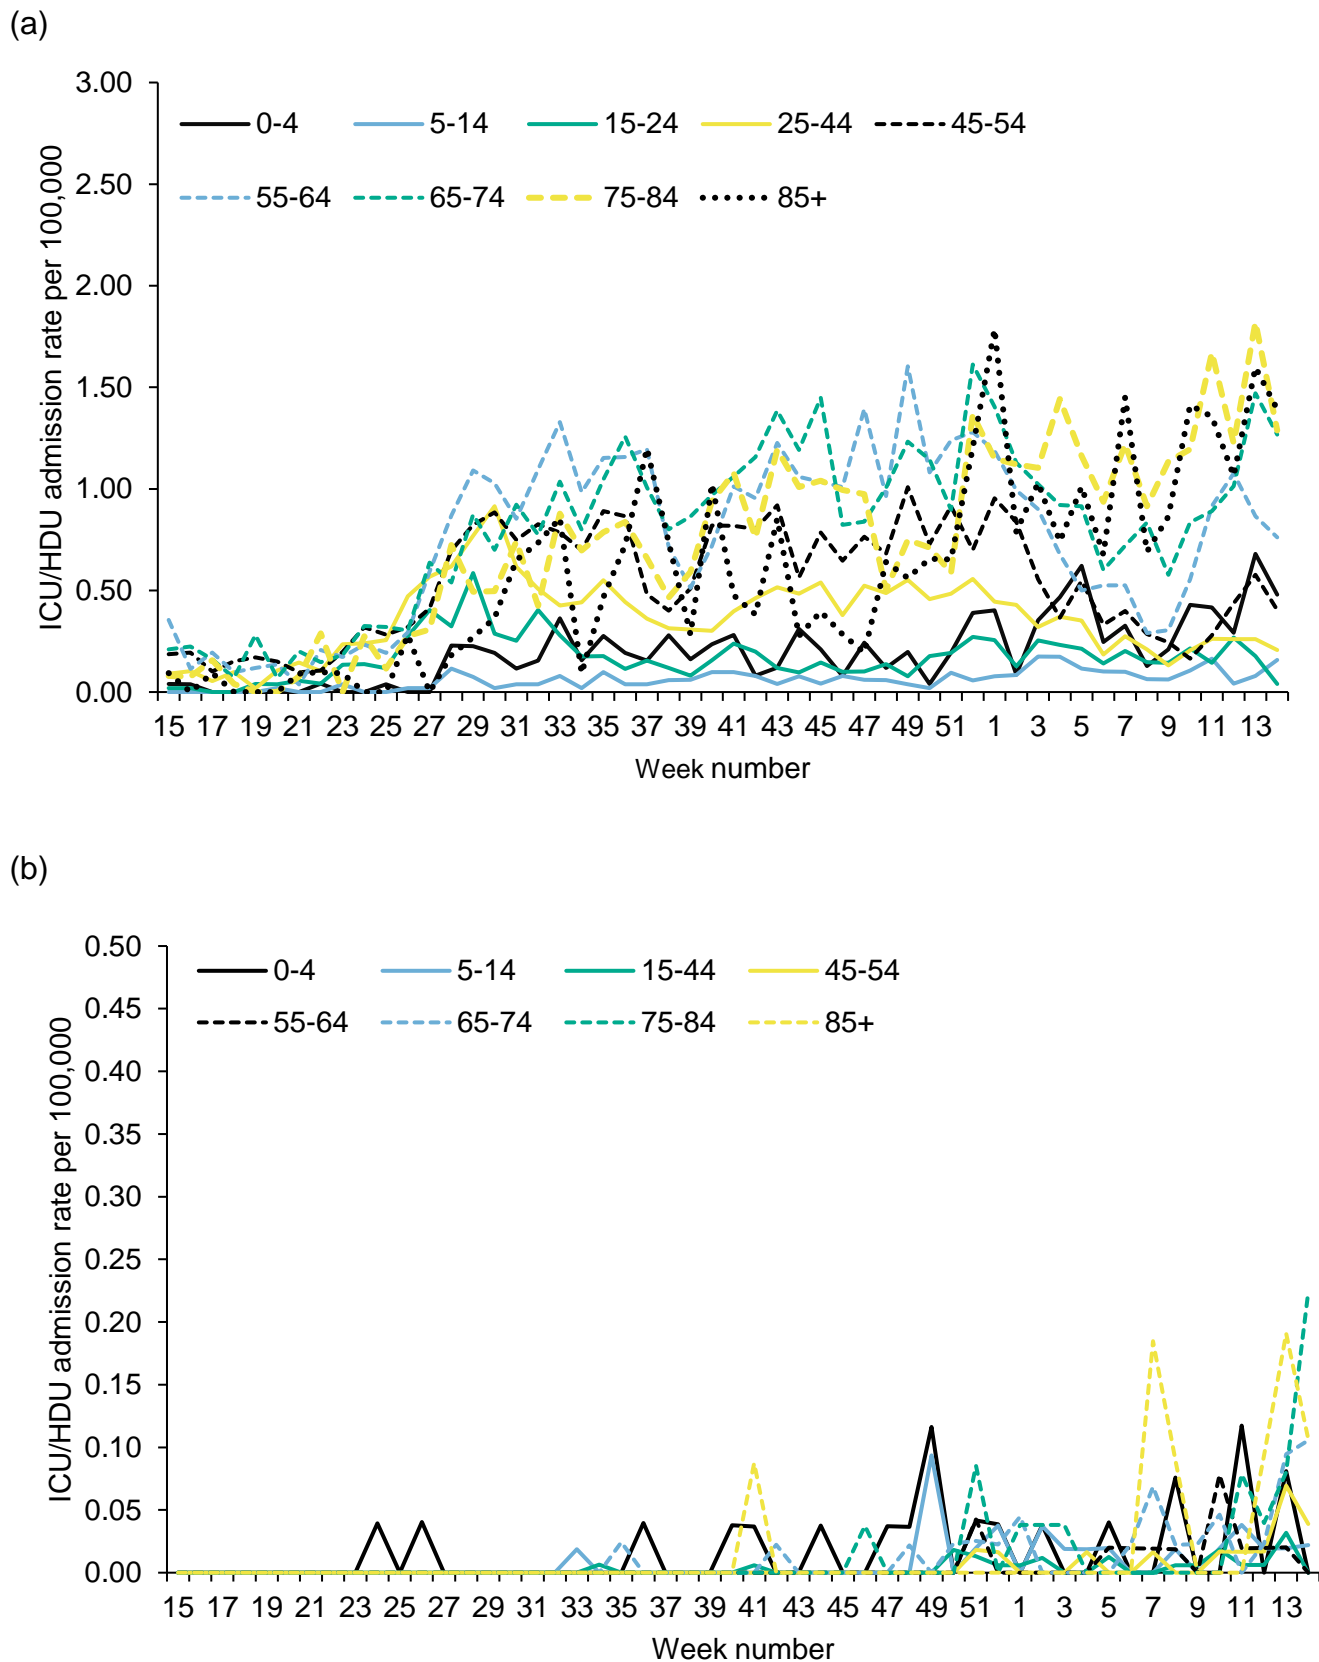 (a)
3.00
0-4 5-14 15-24 25-44 45-54
2.50
55-64 65-74 75-84 85+
2.00
1.50
1.00
0.50
0.00
ICU/HDU admission rate per 100,000
15 17 19 21 23 25 27 29 31 33 35 37 39 41 43 45 47 49 51 1 3 5 7 9 11 13
Week number
(b)
0.50
0-4 5-14 15-44 45-54
0.45
55-64 65-74 75-84 85+
0.40
0.35
0.30
0.25
0.20
0.15
0.10
0.05
0.00
ICU/HDU admission rate per 100,000
15 17 19 21 23 25 27 29 31 33 35 37 39 41 43 45 47 49 51 1 3 5 7 9 11 13
Week number